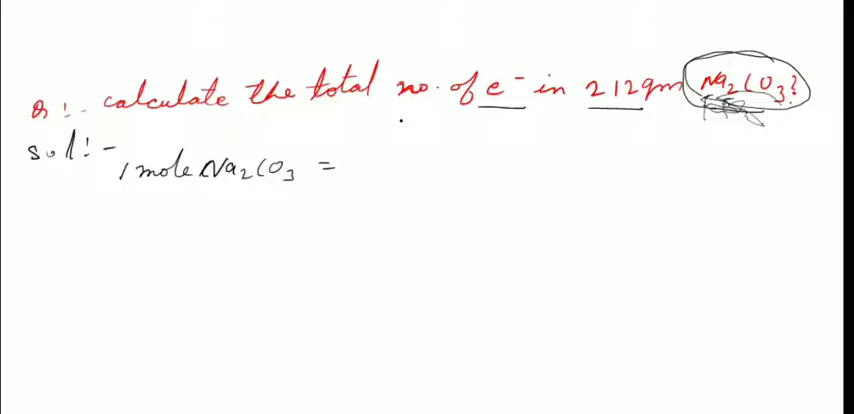 Q :- calculate the total no. of e⁻ in 212gm Na₂CO₃?
Sol :-
1 mole Na₂CO₃ =